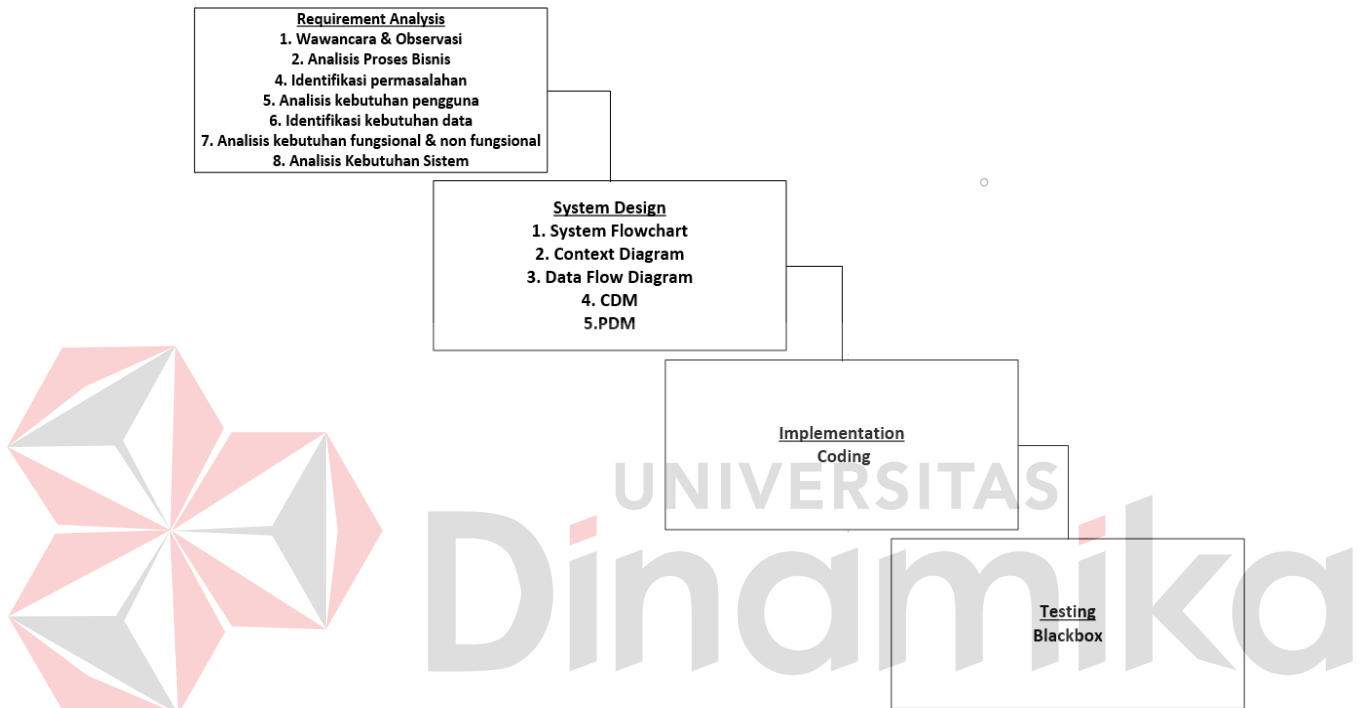 Requirement Analysis
1. Wawancara & Observasi
2. Analisis Proses Bisnis
4. Identifikasi permasalahan
5. Analisis kebutuhan pengguna
6. Identifikasi kebutuhan data
7. Analisis kebutuhan fungsional & non fungsional
8. Analisis Kebutuhan Sistem
System Design
1. System Flowchart
2. Context Diagram
3. Data Flow Diagram
4. CDM
5.PDM
Implementation
Coding
UNIVERSITAS
Dinamika
Testing
Blackbox